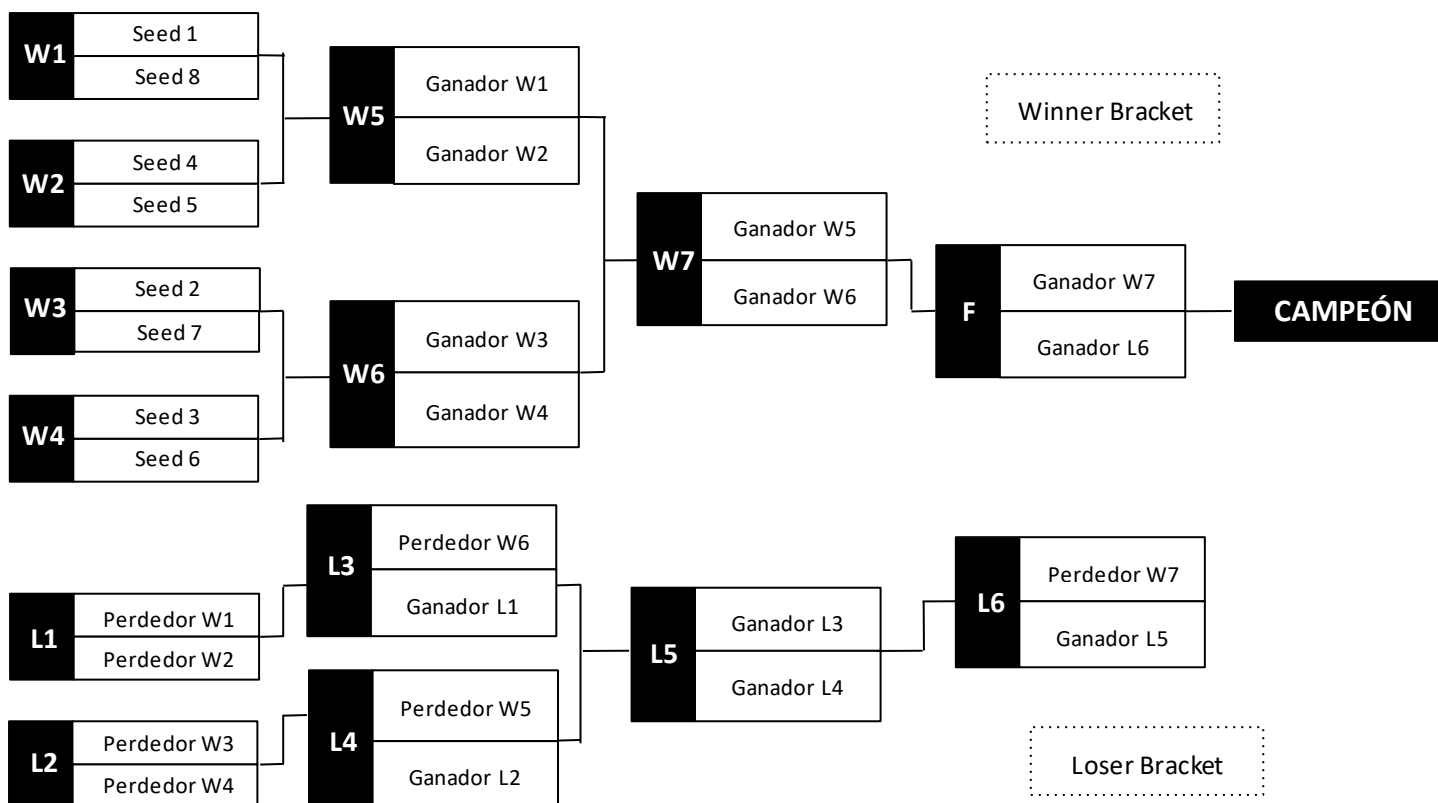 W1
Seed 1
Seed 8
W2
Seed 4
Seed 5
W3
Seed 2
Seed 7
W4
Seed 3
Seed 6
W5
Ganador W1
Ganador W2
W6
Ganador W3
Ganador W4
Winner Bracket
W7
Ganador W5
Ganador W6
F
Ganador W7
Ganador L6
CAMPEÓN
L1
Perdedor W1
Perdedor W2
L2
Perdedor W3
Perdedor W4
L3
Perdedor W6
Ganador L1
L4
Perdedor W5
Ganador L2
L5
Ganador L3
Ganador L4
L6
Perdedor W7
Ganador L5
Loser Bracket